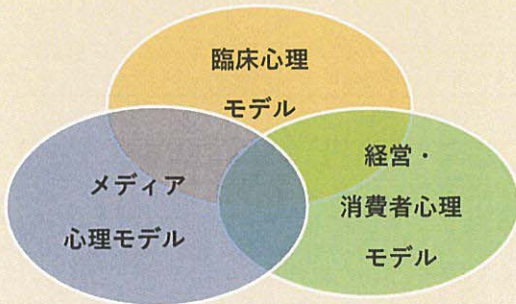 臨床心理
モデル
メディア
心理モデル
経営・
消費者心理
モデル